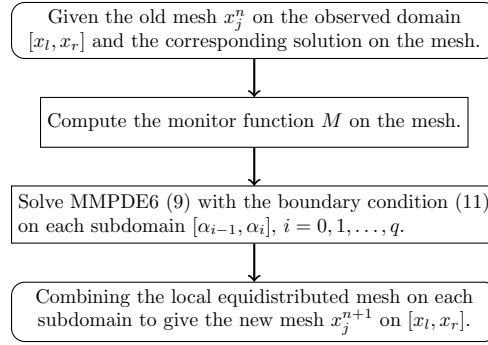 Given the old mesh $x_j^n$ on the observed domain
$[x_l, x_r]$ and the corresponding solution on the mesh.
Compute the monitor function $M$ on the mesh.
Solve MMPDE6 (9) with the boundary condition (11)
on each subdomain $[\alpha_{i-1}, \alpha_i]$, $i = 0, 1, \ldots, q$.
Combining the local equidistributed mesh on each
subdomain to give the new mesh $x_j^{n+1}$ on $[x_l, x_r]$.